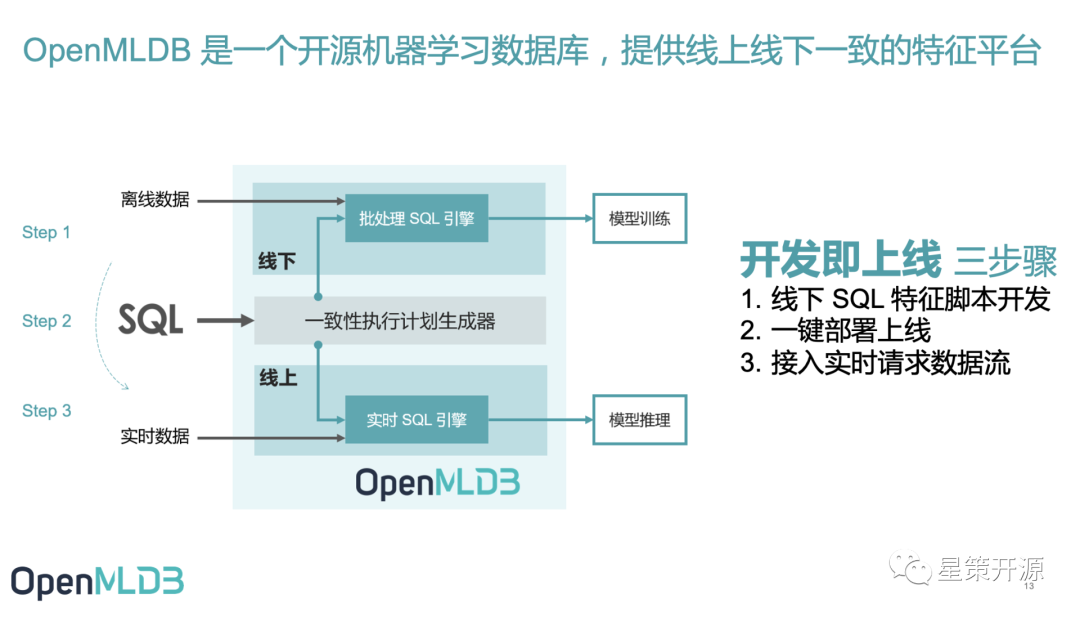 OpenMLDB 是一个开源机器学习数据库，提供线上线下一致的特征平台
离线数据
Step 1
批处理 SQL 引擎
模型训练
线下
开发即上线 三步骤
1. 线下 SQL 特征脚本开发
2. 一键部署上线
3. 接入实时请求数据流
Step 2
SQL
一致性执行计划生成器
线上
Step 3
实时 SQL 引擎
模型推理
实时数据
OpenMLDB
OpenMLDB
星策开源
13